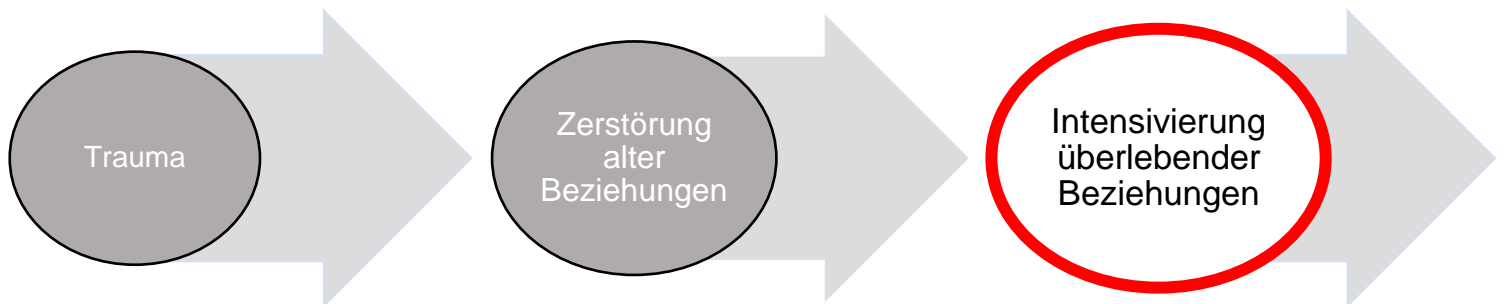 Trauma
Zerstörung
alter
Beziehungen
Intensivierung
überlebender
Beziehungen